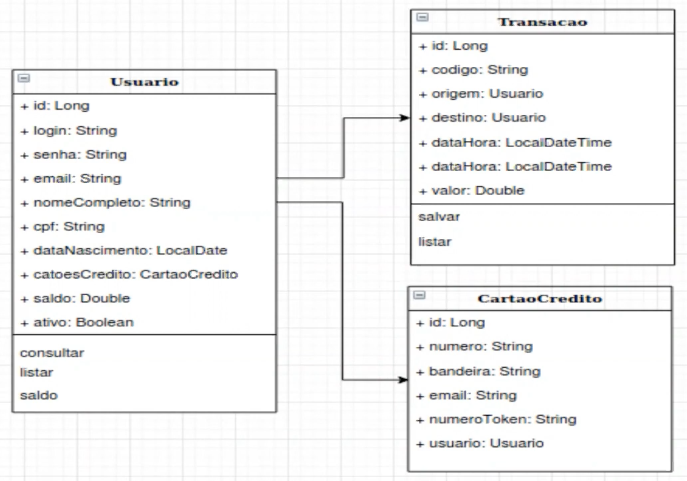 Usuario
+ id: Long
+ login: String
+ senha: String
+ email: String
+ nomeCompleto: String
+ cpf: String
+ dataNascimento: LocalDate
+ catoesCredito: CartaoCredito
+ saldo: Double
+ ativo: Boolean
consultar
listar
saldo
Transacao
+ id: Long
+ codigo: String
+ origem: Usuario
+ destino: Usuario
+ dataHora: LocalDateTime
+ dataHora: LocalDateTime
+ valor: Double
salvar
listar
CartaoCredito
+ id: Long
+ numero: String
+ bandeira: String
+ email: String
+ numeroToken: String
+ usuario: Usuario